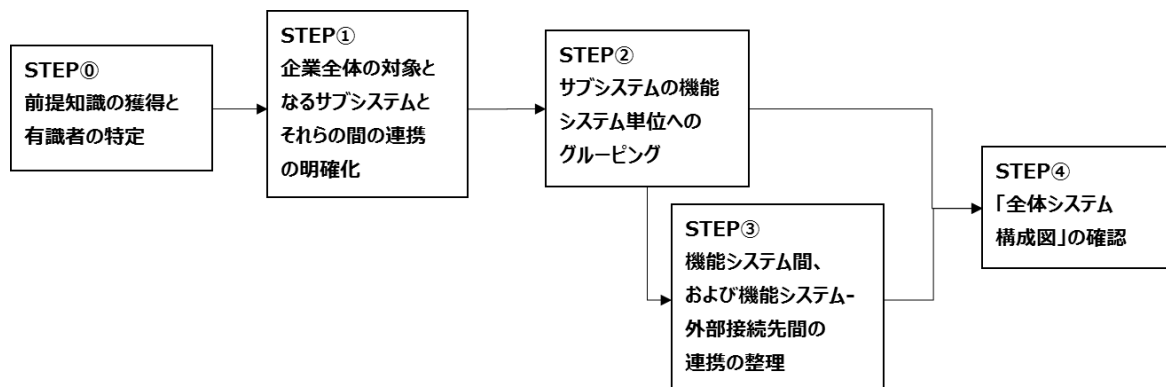 STEP⓪
前提知識の獲得と
有識者の特定
STEP①
企業全体の対象と
なるサブシステムと
それらの間の連携
の明確化
STEP②
サブシステムの機能
システム単位への
グルーピング
STEP③
機能システム間、
および機能システム-
外部接続先間の
連携の整理
STEP④
「全体システム
構成図」の確認